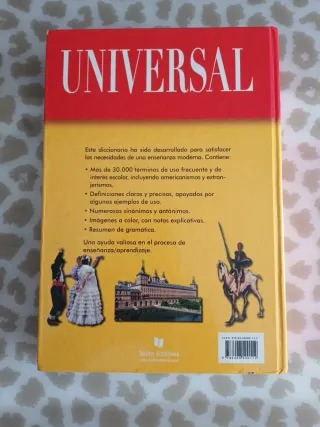 UNIVERSAL
Este diccionario ha sido desarrollado para satisfacer
las necesidades de una enseñanza moderna. Contiene:
• Más de 30.000 términos de uso frecuente y de
interés escolar, incluyendo americanismos y extran-
jerismos.
• Definiciones claras y precisas, apoyadas por
algunos ejemplos de uso.
• Numerosos sinónimos y antónimos.
• Imágenes a color, con notas explicativas.
• Resumen de gramática.
Una ayuda valiosa en el proceso de
enseñanza/aprendizaje.
Texto Editores